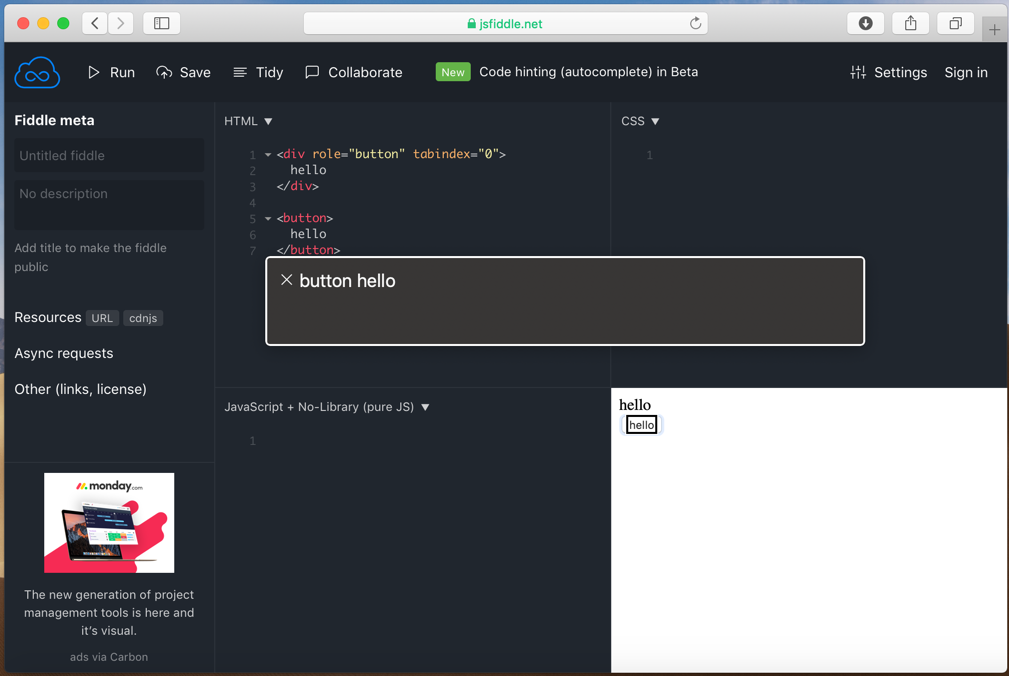 jsfiddle.net
Run Save Tidy Collaborate New Code hinting (autocomplete) in Beta Settings Sign in
Fiddle meta
Untitled fiddle
No description
Add title to make the fiddle
public
Resources URL cdnjs
Async requests
Other (links, license)
monday.com
The new generation of project
management tools is here and
it's visual.
ads via Carbon
HTML ▼
1 <div role="button" tabindex="0">
2 hello
3 </div>
4
5 <button>
6 hello
7 </button>
CSS ▼
1
button hello
JavaScript + No-Library (pure JS) ▼
1
hello
hello